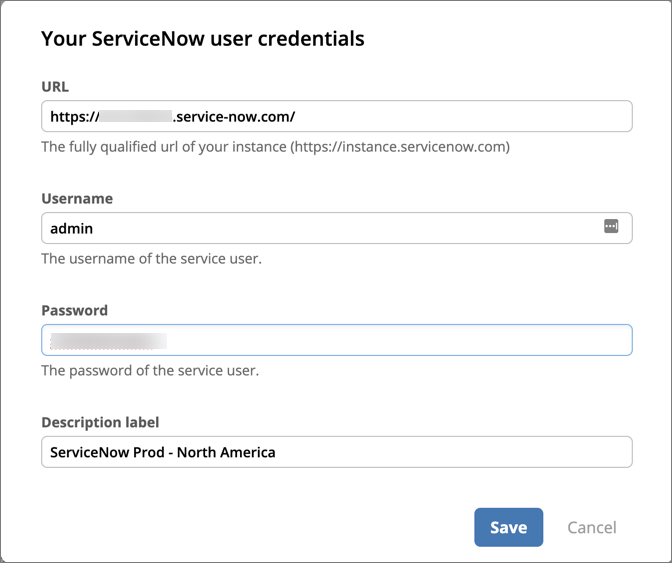 Your ServiceNow user credentials
URL
https:// .service-now.com/
The fully qualified url of your instance (https://instance.servicenow.com)
Username
admin
The username of the service user.
Password
The password of the service user.
Description label
ServiceNow Prod - North America
Save Cancel